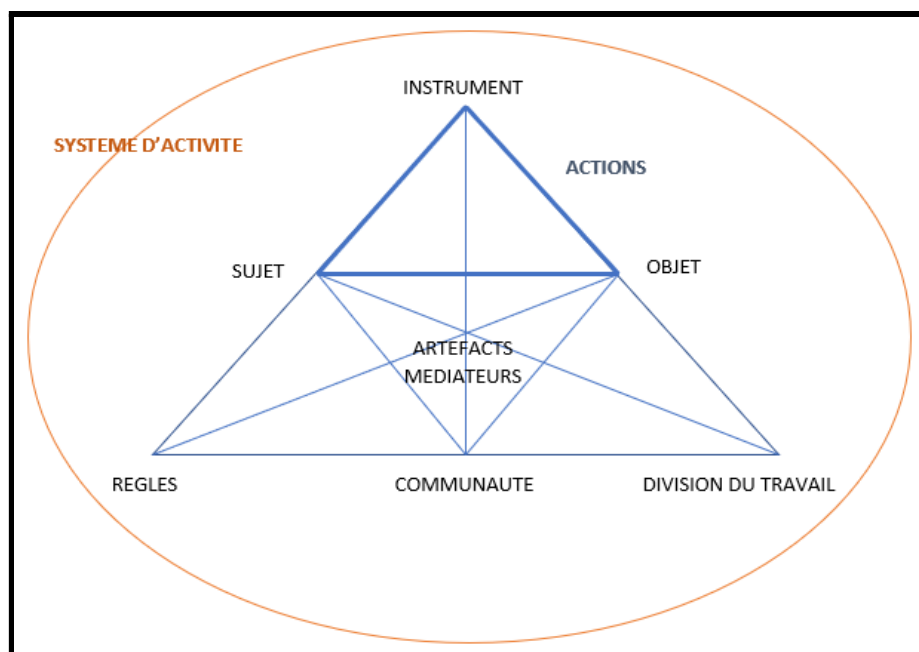 INSTRUMENT
SYSTEME D'ACTIVITE
ACTIONS
SUJET
OBJET
ARTEFACTS
MEDIATEURS
REGLES
COMMUNAUTE
DIVISION DU TRAVAIL